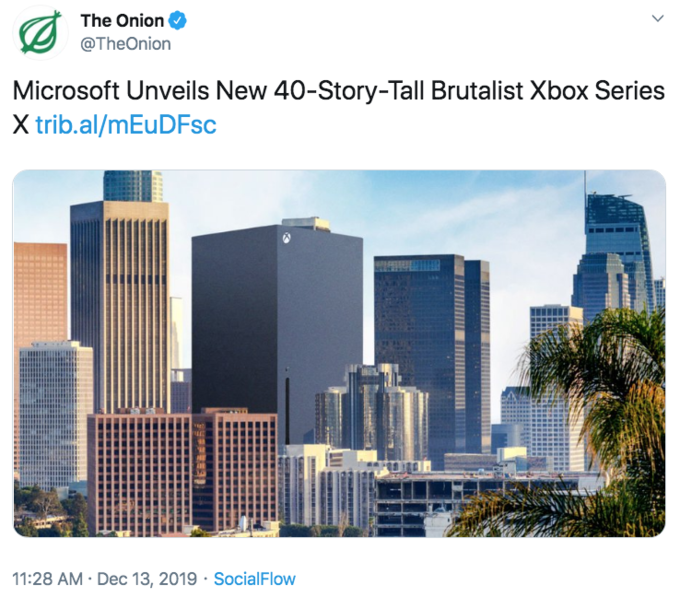 The Onion
@TheOnion
Microsoft Unveils New 40-Story-Tall Brutalist Xbox Series
X trib.al/mEuDFsc
11:28 AM · Dec 13, 2019 · SocialFlow